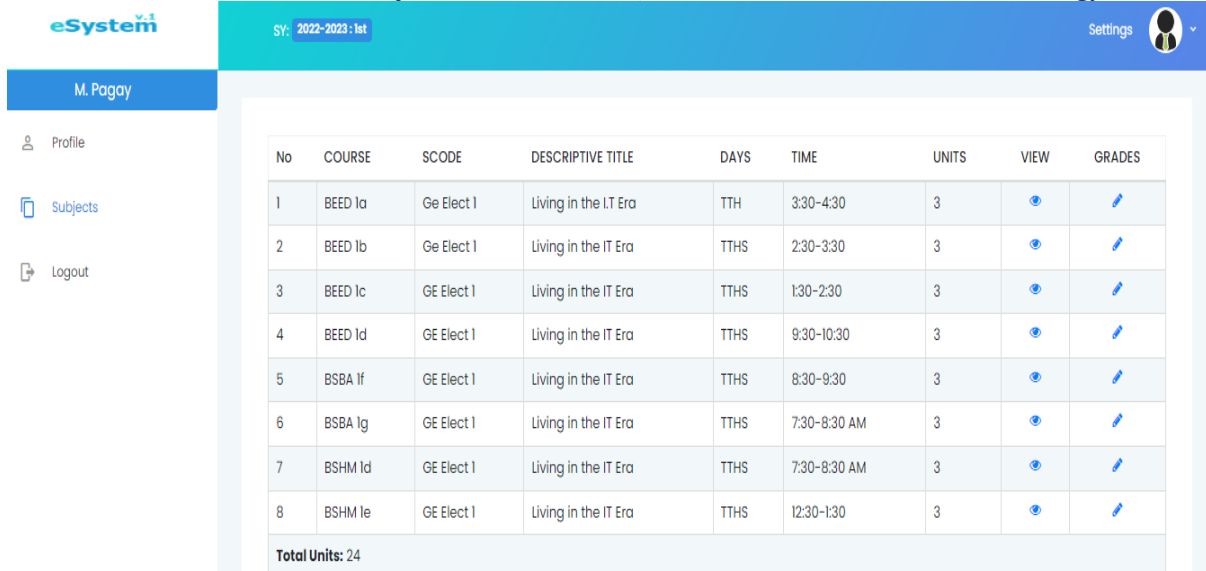 eSystem v.1
SY: 2022-2023 : 1st
Settings
M. Pagay
Profile
Subjects
Logout
No COURSE SCODE DESCRIPTIVE TITLE DAYS TIME UNITS VIEW GRADES
1 BEED 1a Ge Elect 1 Living in the I.T Era TTH 3:30-4:30 3
2 BEED 1b Ge Elect 1 Living in the IT Era TTHS 2:30-3:30 3
3 BEED 1c GE Elect 1 Living in the IT Era TTHS 1:30-2:30 3
4 BEED 1d GE Elect 1 Living in the IT Era TTHS 9:30-10:30 3
5 BSBA 1f GE Elect 1 Living in the IT Era TTHS 8:30-9:30 3
6 BSBA 1g GE Elect 1 Living in the IT Era TTHS 7:30-8:30 AM 3
7 BSHM 1d GE Elect 1 Living in the IT Era TTHS 7:30-8:30 AM 3
8 BSHM 1e GE Elect 1 Living in the IT Era TTHS 12:30-1:30 3
Total Units: 24